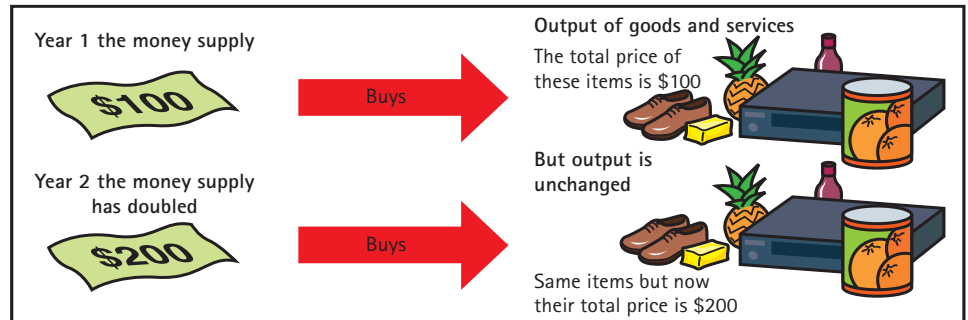 Year 1 the money supply
$100
Buys
Output of goods and services
The total price of
these items is $100
Year 2 the money supply
has doubled
$200
Buys
But output is
unchanged
Same items but now
their total price is $200